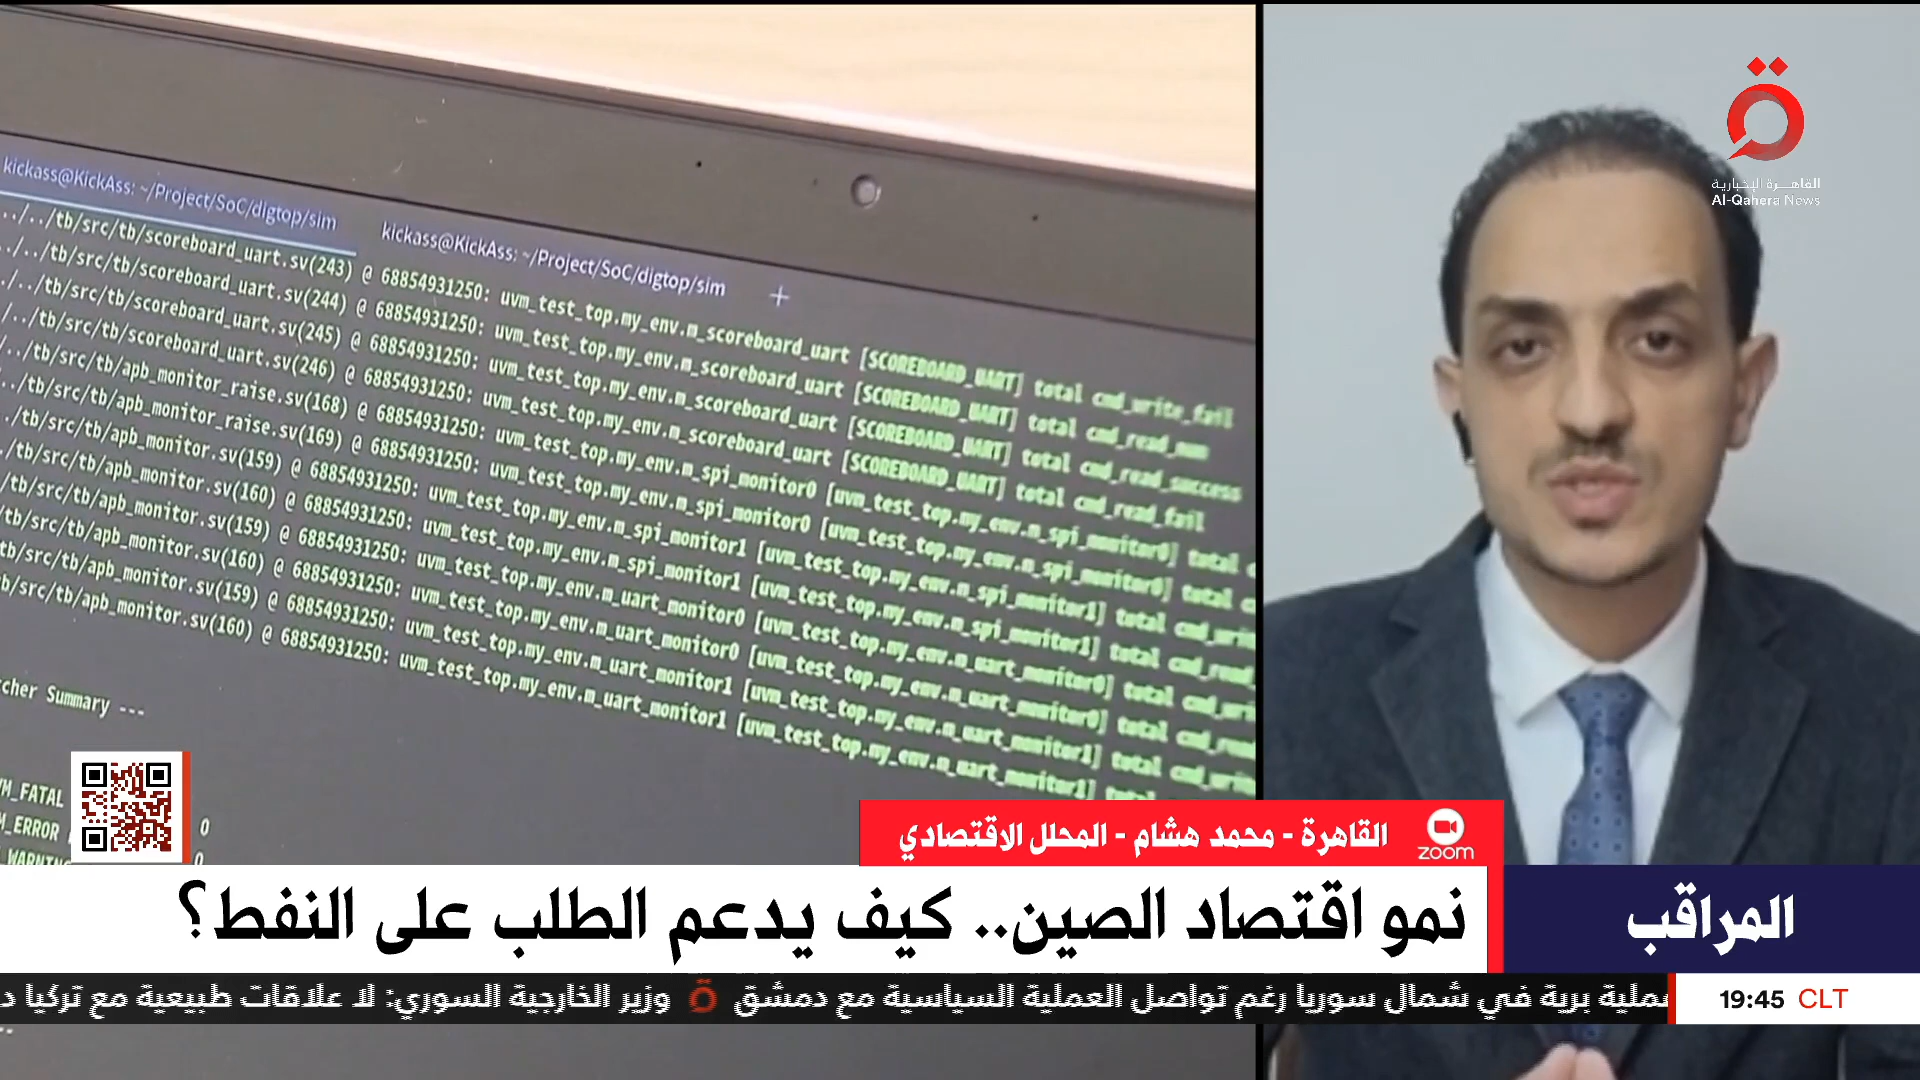 kickass@KickAss: ~/Project/SoC/digtop/sim
kickass@KickAss: ~/Project/SoC/digtop/sim +
../../tb/src/tb/scoreboard_uart.sv(243) @ 68854931250: uvm_test_top.my_env.m_scoreboard_uart [SCOREBOARD_UART] total cmd_write_fail
../../tb/src/tb/scoreboard_uart.sv(244) @ 68854931250: uvm_test_top.my_env.m_scoreboard_uart [SCOREBOARD_UART] total cmd_read_num
./../tb/src/tb/scoreboard_uart.sv(245) @ 68854931250: uvm_test_top.my_env.m_scoreboard_uart [SCOREBOARD_UART] total cmd_read_success
/../tb/src/tb/scoreboard_uart.sv(246) @ 68854931250: uvm_test_top.my_env.m_scoreboard_uart [SCOREBOARD_UART] total cmd_read_fail
/../tb/src/tb/apb_monitor_raise.sv(168) @ 68854931250: uvm_test_top.my_env.m_spi_monitor0 [uvm_test_top.my_env.m_spi_monitor0] total
../tb/src/tb/apb_monitor_raise.sv(169) @ 68854931250: uvm_test_top.my_env.m_spi_monitor0 [uvm_test_top.my_env.m_spi_monitor0] total
./tb/src/tb/apb_monitor.sv(159) @ 68854931250: uvm_test_top.my_env.m_spi_monitor1 [uvm_test_top.my_env.m_spi_monitor1] total
/tb/src/tb/apb_monitor.sv(160) @ 68854931250: uvm_test_top.my_env.m_spi_monitor1 [uvm_test_top.my_env.m_spi_monitor1] total
/tb/src/tb/apb_monitor.sv(159) @ 68854931250: uvm_test_top.my_env.m_uart_monitor0 [uvm_test_top.my_env.m_uart_monitor0] total
tb/src/tb/apb_monitor.sv(160) @ 68854931250: uvm_test_top.my_env.m_uart_monitor0 [uvm_test_top.my_env.m_uart_monitor0] total
tb/src/tb/apb_monitor.sv(159) @ 68854931250: uvm_test_top.my_env.m_uart_monitor1 [uvm_test_top.my_env.m_uart_monitor1] total
b/src/tb/apb_monitor.sv(160) @ 68854931250: uvm_test_top.my_env.m_uart_monitor1 [uvm_test_top.my_env.m_uart_monitor1] total
cher Summary ---
M_FATAL
M_ERROR 0
WARNING 0
القاهرة الإخبارية
Al-Qahera News
القاهرة - محمد هشام - المحلل الاقتصادي
zoom
نمو اقتصاد الصين.. كيف يدعم الطلب على النفط؟
المراقب
عملية برية في شمال سوريا رغم تواصل العملية السياسية مع دمشق
وزير الخارجية السوري: لا علاقات طبيعية مع تركيا
19:45 CLT